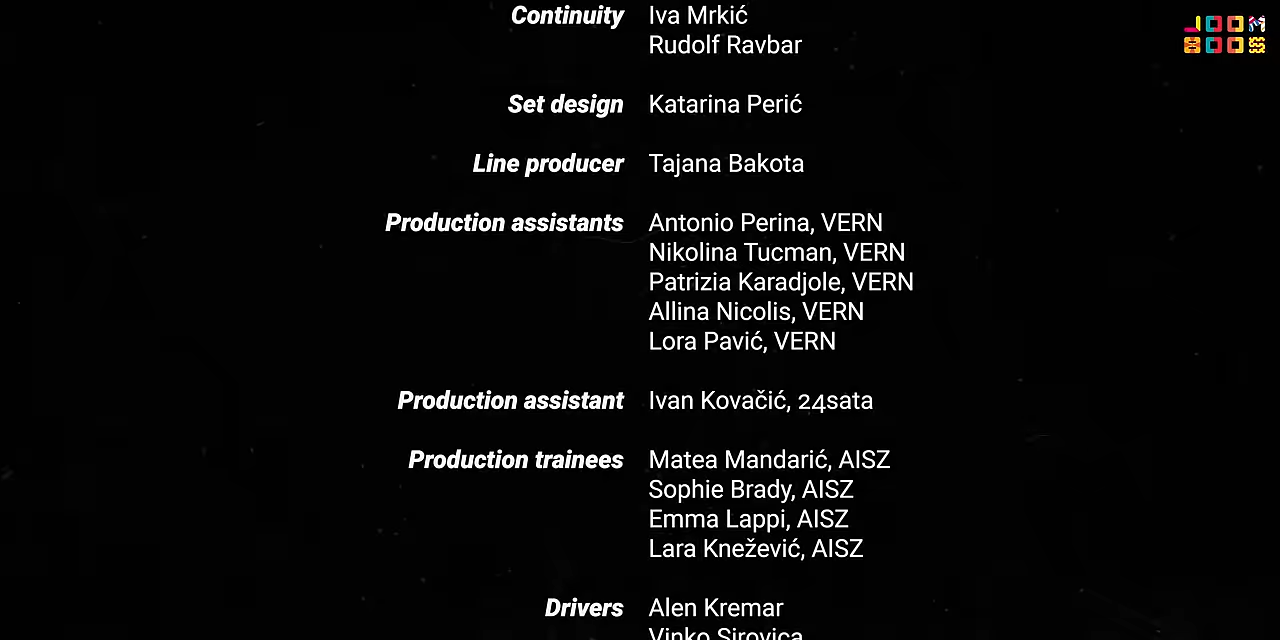 Continuity Iva Mrkić
Rudolf Ravbar
JOOM
BOOS
Set design Katarina Perić
Line producer Tajana Bakota
Production assistants Antonio Perina, VERN
Nikolina Tucman, VERN
Patrizia Karadjole, VERN
Allina Nicolis, VERN
Lora Pavić, VERN
Production assistant Ivan Kovačić, 24sata
Production trainees Matea Mandarić, AISZ
Sophie Brady, AISZ
Emma Lappi, AISZ
Lara Knežević, AISZ
Drivers Alen Kremar
Vinko Sirovica